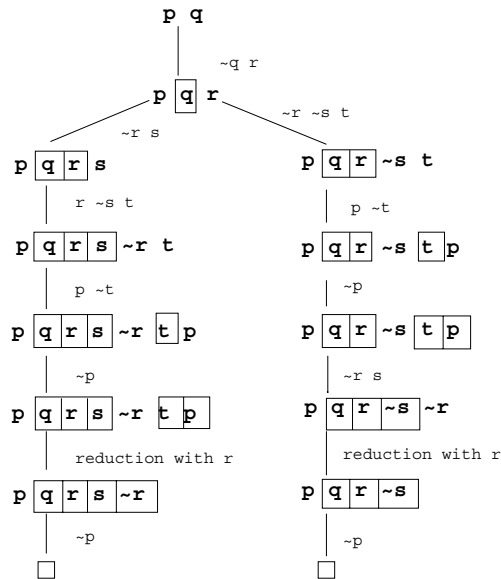 p q
~q r
p q r
~r s
~r ~s t
p q r s
p q r ~s t
r ~s t
p ~t
p q r s ~r t
p q r ~s t p
p ~t
~p
p q r s ~r t p
p q r ~s t p
~p
~r s
p q r s ~r t p
p q r ~s ~r
reduction with r
reduction with r
p q r s ~r
p q r ~s
~p
~p